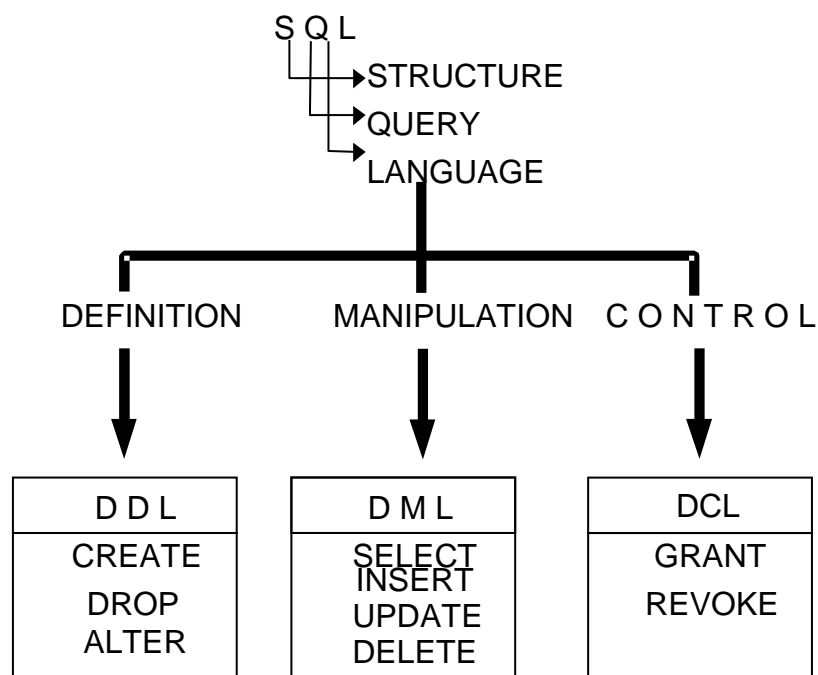 S Q L
STRUCTURE
QUERY
LANGUAGE
DEFINITION
MANIPULATION
C O N T R O L
D D L
CREATE
DROP
ALTER
D M L
SELECT
INSERT
UPDATE
DELETE
DCL
GRANT
REVOKE